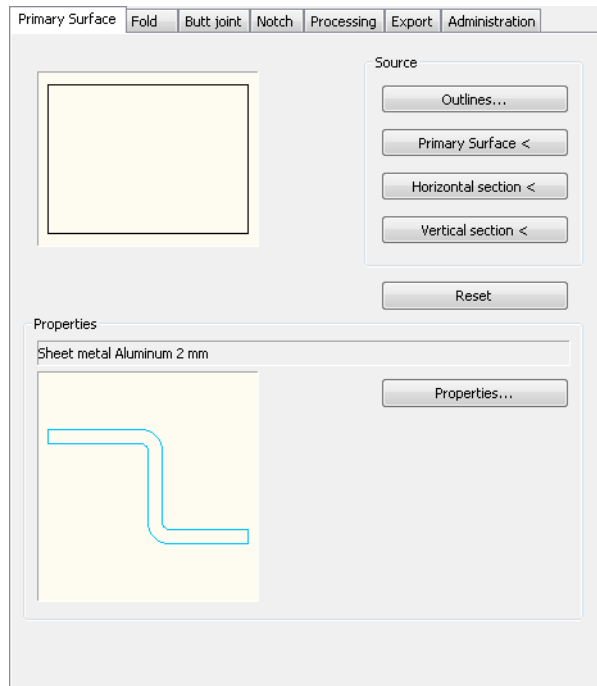 Primary Surface Fold Butt joint Notch Processing Export Administration
Source
Outlines...
Primary Surface <
Horizontal section <
Vertical section <
Reset
Properties
Sheet metal Aluminum 2 mm
Properties...